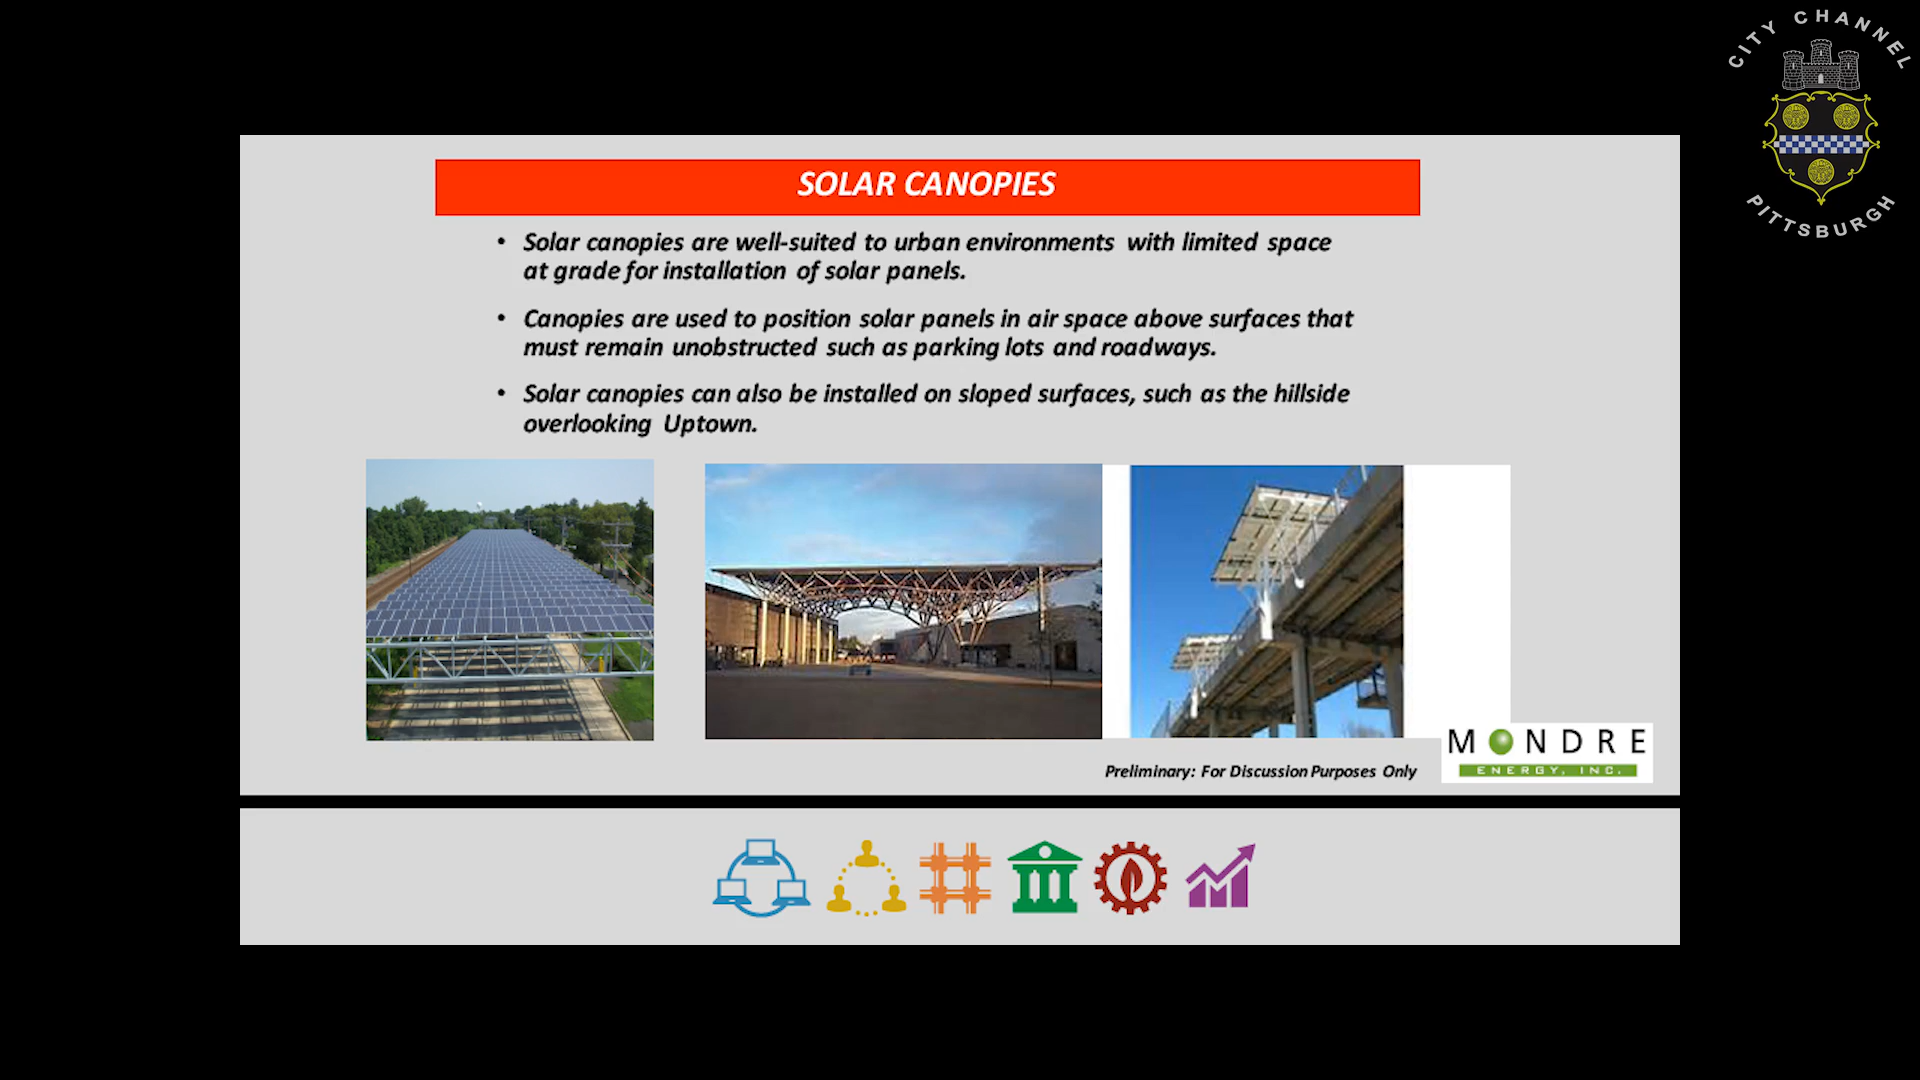 CITY CHANNEL
PITTSBURGH
SOLAR CANOPIES
• Solar canopies are well-suited to urban environments with limited space
at grade for installation of solar panels.
• Canopies are used to position solar panels in air space above surfaces that
must remain unobstructed such as parking lots and roadways.
• Solar canopies can also be installed on sloped surfaces, such as the hillside
overlooking Uptown.
Preliminary: For Discussion Purposes Only
MONDRE
ENERGY, INC.